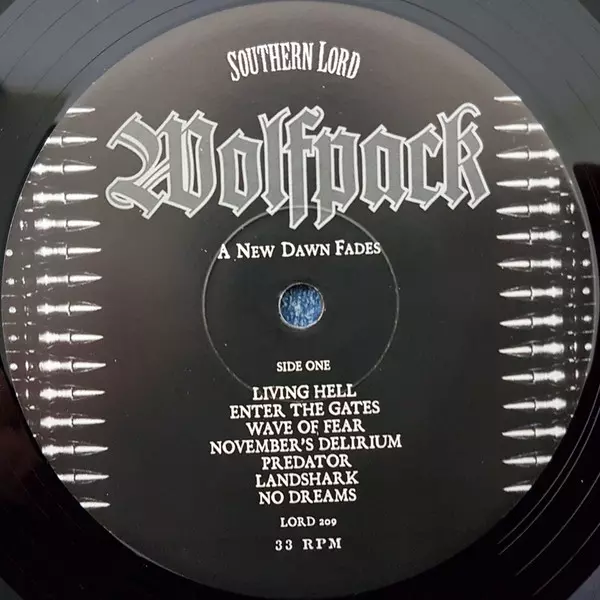 SOUTHERN LORD
Wolfpack
A NEW DAWN FADES
SIDE ONE
LIVING HELL
ENTER THE GATES
WAVE OF FEAR
NOVEMBER'S DELIRIUM
PREDATOR
LANDSHARK
NO DREAMS
LORD 209
33 RPM